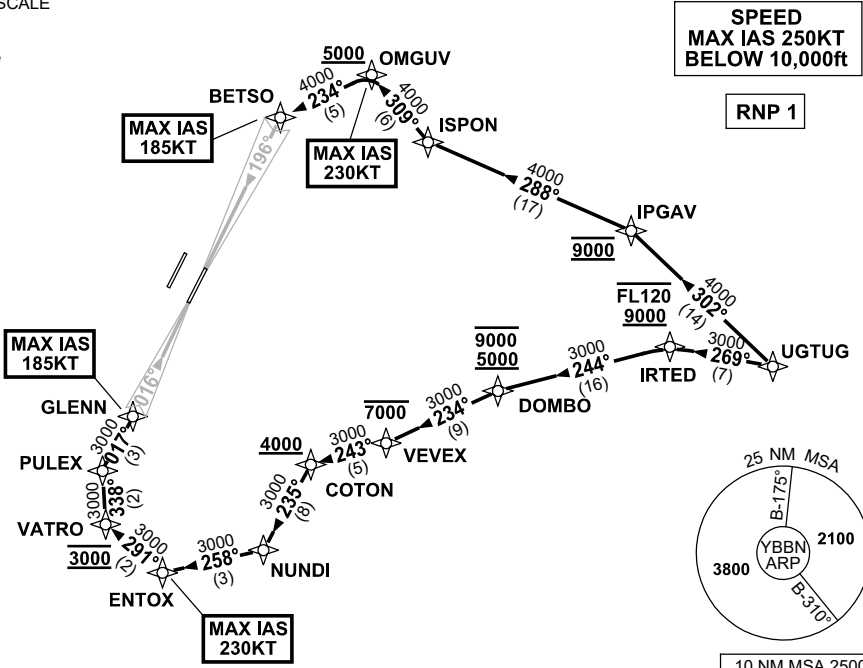 SCALE
SPEED
MAX IAS 250KT
BELOW 10,000ft
RNP 1
5000
OMGUV
4000
234°
(5)
4000
309°
(6)
BETSO
ISPON
MAX IAS
185KT
MAX IAS
230KT
196°
4000
288°
(17)
IPGAV
9000
4000
302°
(14)
FL120
9000
3000
269°
(7)
UGTUG
IRTED
9000
5000
3000
244°
(16)
DOMBO
MAX IAS
185KT
016°
GLENN
7000
3000
234°
(9)
VEVEX
4000
3000
243°
(5)
COTON
3000
017°
(3)
PULEX
3000
338°
(2)
VATRO
3000
235°
(8)
3000
3000
291°
(2)
3000
258°
(3)
NUNDI
ENTOX
MAX IAS
230KT
25 NM MSA
B-175°
2100
YBBN
ARP
3800
B-310°
10 NM MSA 2500